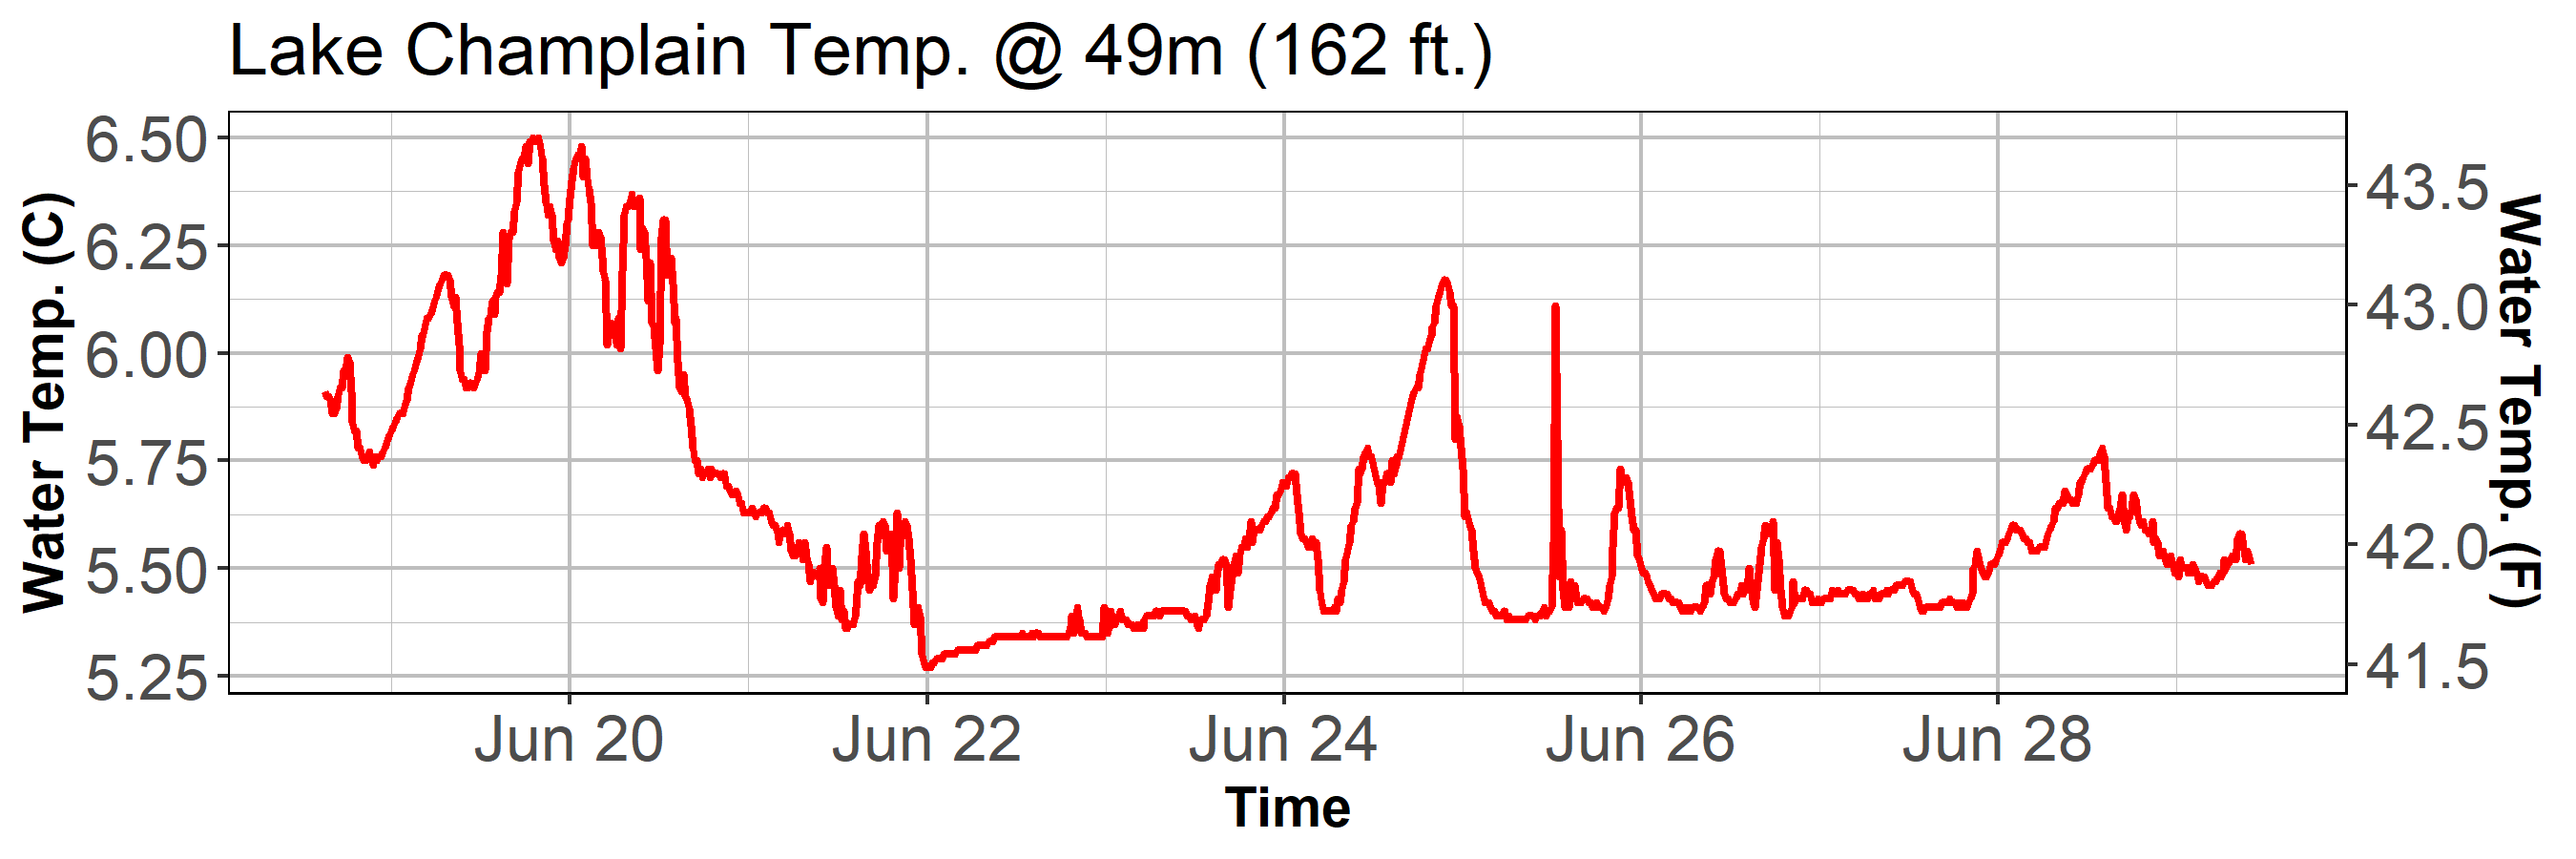 Lake Champlain Temp. @ 49m (162 ft.)
Water Temp. (C)
6.50
6.25
6.00
5.75
5.50
5.25
43.5
43.0
42.5
42.0
41.5
Water Temp. (F)
Jun 20
Jun 22
Jun 24
Jun 26
Jun 28
Time